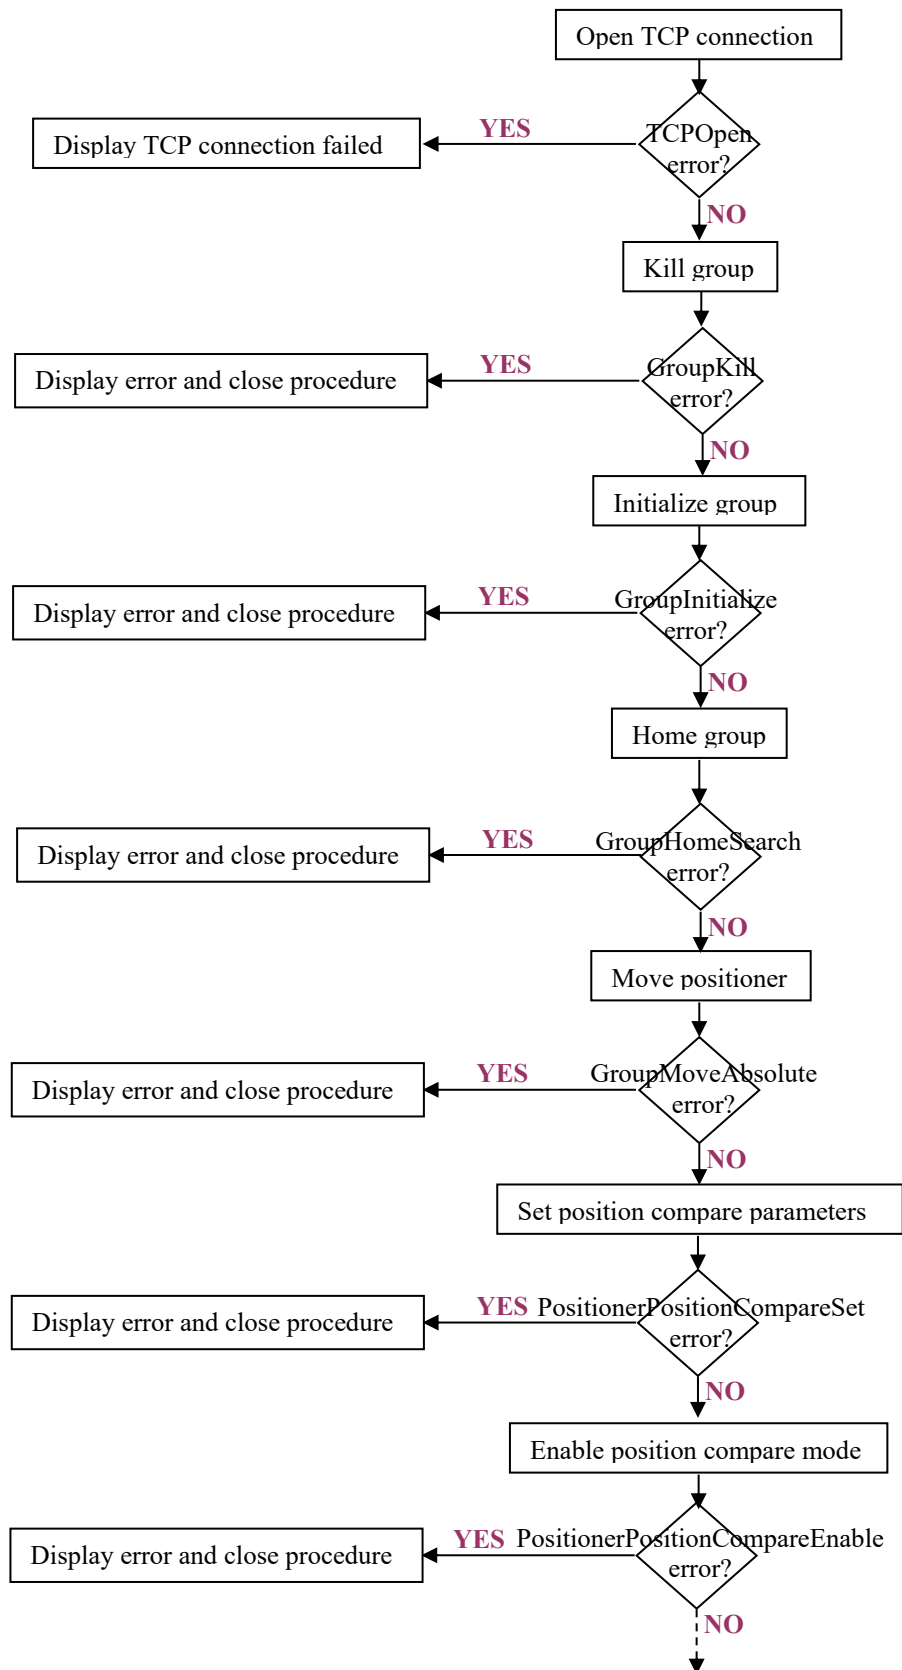 Open TCP connection
YES
TCPOpen
error?
Display TCP connection failed
NO
Kill group
YES
GroupKill
error?
Display error and close procedure
NO
Initialize group
YES
GroupInitialize
error?
Display error and close procedure
NO
Home group
YES
GroupHomeSearch
error?
Display error and close procedure
NO
Move positioner
YES
GroupMoveAbsolute
error?
Display error and close procedure
NO
Set position compare parameters
YES
PositionerPositionCompareSet
error?
Display error and close procedure
NO
Enable position compare mode
YES
PositionerPositionCompareEnable
error?
Display error and close procedure
NO